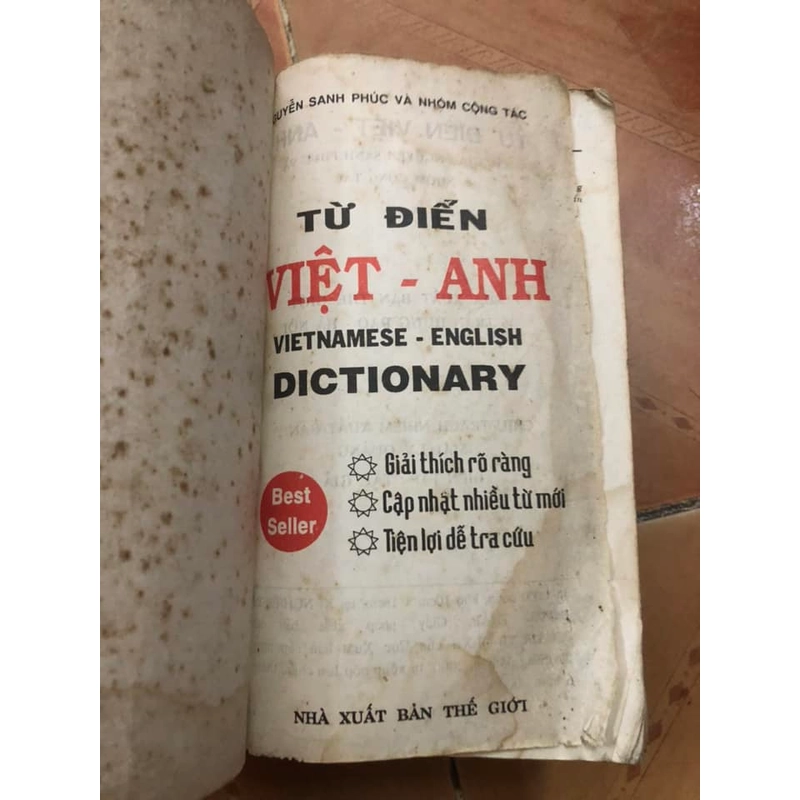 GUYỄN SANH PHÚC VÀ NHÓM CỘNG TÁC
TỪ ĐIỂN
VIỆT - ANH
VIETNAMESE - ENGLISH
DICTIONARY
Best
Seller
Giải thích rõ ràng
Cập nhật nhiều từ mới
Tiện lợi dễ tra cứu
NHÀ XUẤT BẢN THẾ GIỚI